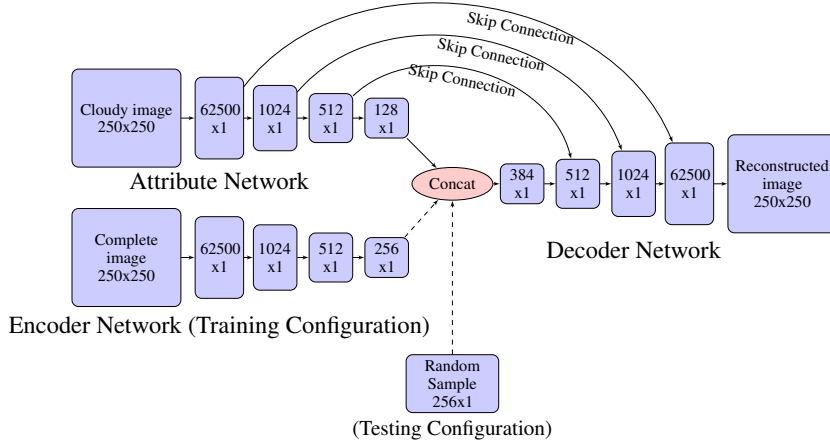 Skip Connection
Skip Connection
Skip Connection
Cloudy image
250x250
62500
x1
1024
x1
512
x1
128
x1
Attribute Network
Concat
384
x1
512
x1
1024
x1
62500
x1
Reconstructed
image
250x250
Decoder Network
Complete
image
250x250
62500
x1
1024
x1
512
x1
256
x1
Encoder Network (Training Configuration)
Random
Sample
256x1
(Testing Configuration)